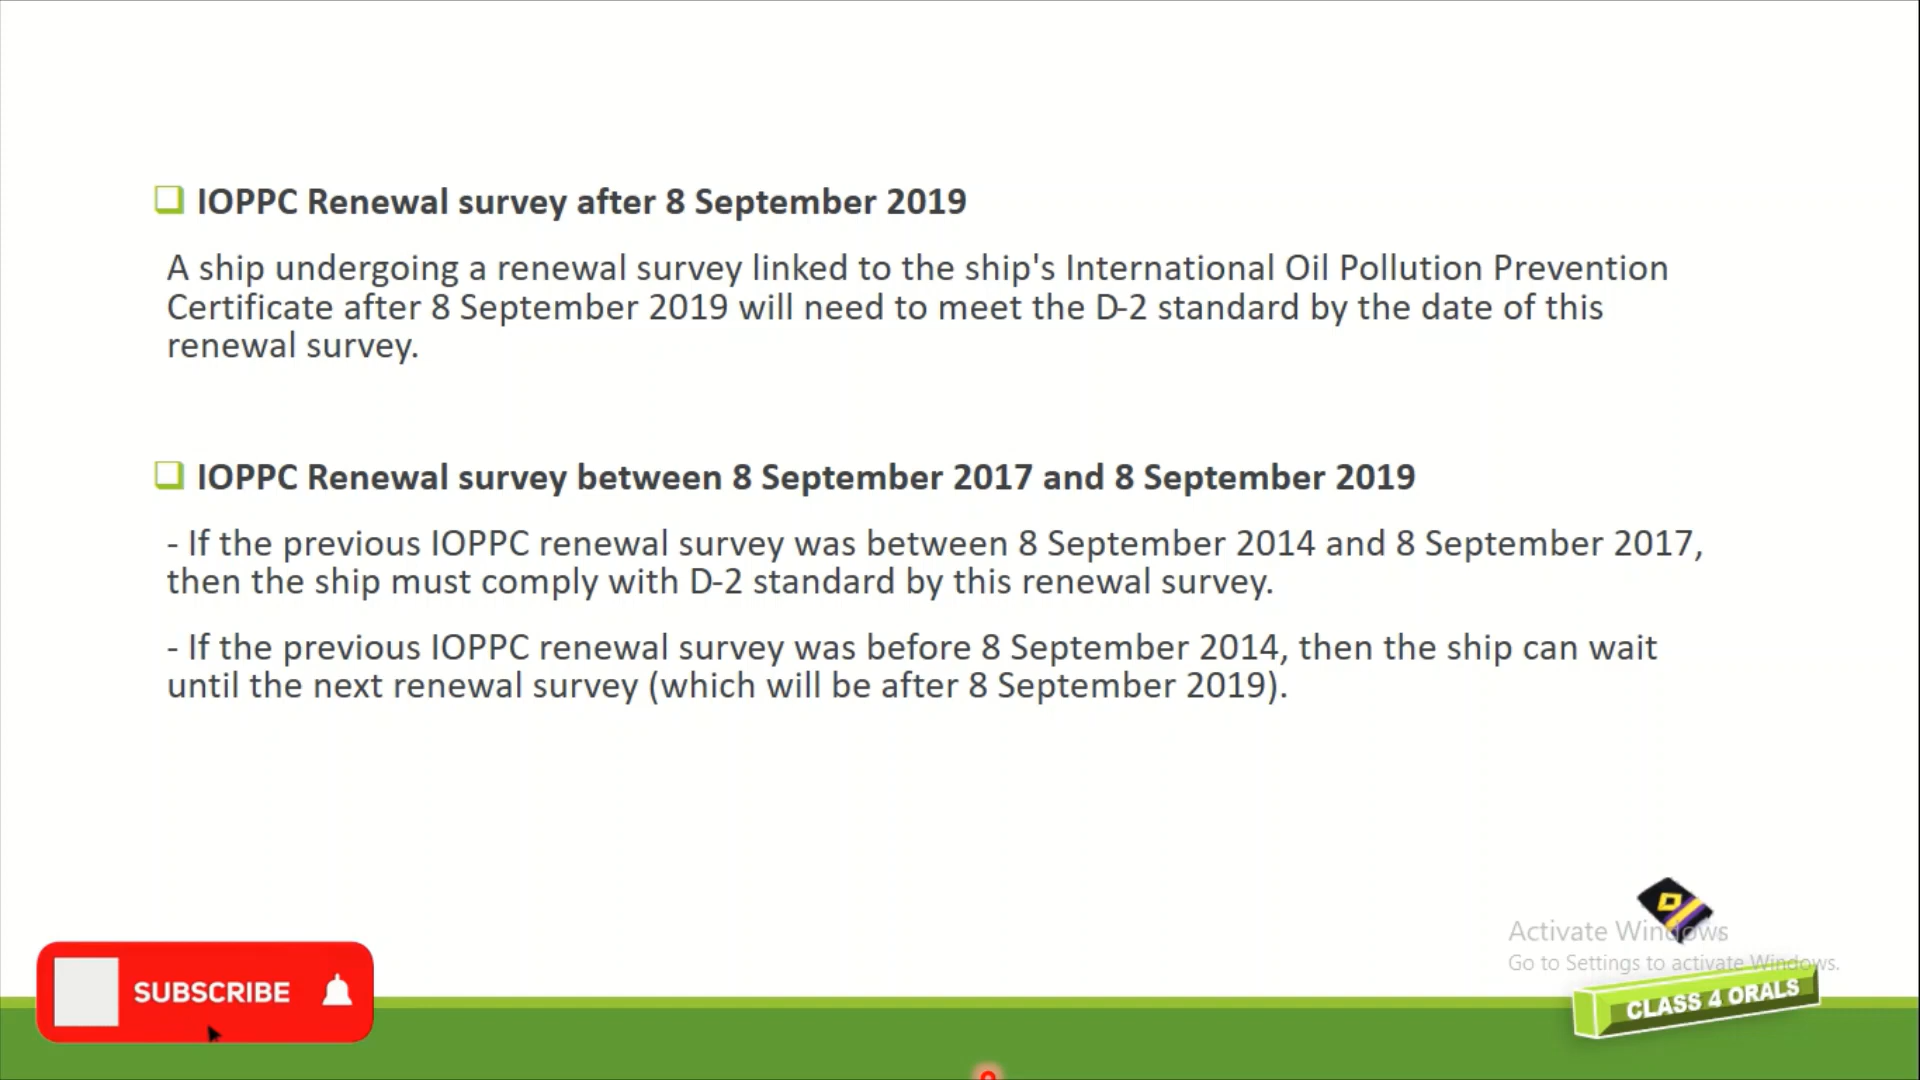 IOPPC Renewal survey after 8 September 2019
A ship undergoing a renewal survey linked to the ship's International Oil Pollution Prevention
Certificate after 8 September 2019 will need to meet the D-2 standard by the date of this
renewal survey.
IOPPC Renewal survey between 8 September 2017 and 8 September 2019
- If the previous IOPPC renewal survey was between 8 September 2014 and 8 September 2017,
then the ship must comply with D-2 standard by this renewal survey.
- If the previous IOPPC renewal survey was before 8 September 2014, then the ship can wait
until the next renewal survey (which will be after 8 September 2019).
Activate Windows
Go to Settings to activate Windows.
SUBSCRIBE
CLASS 4 ORALS